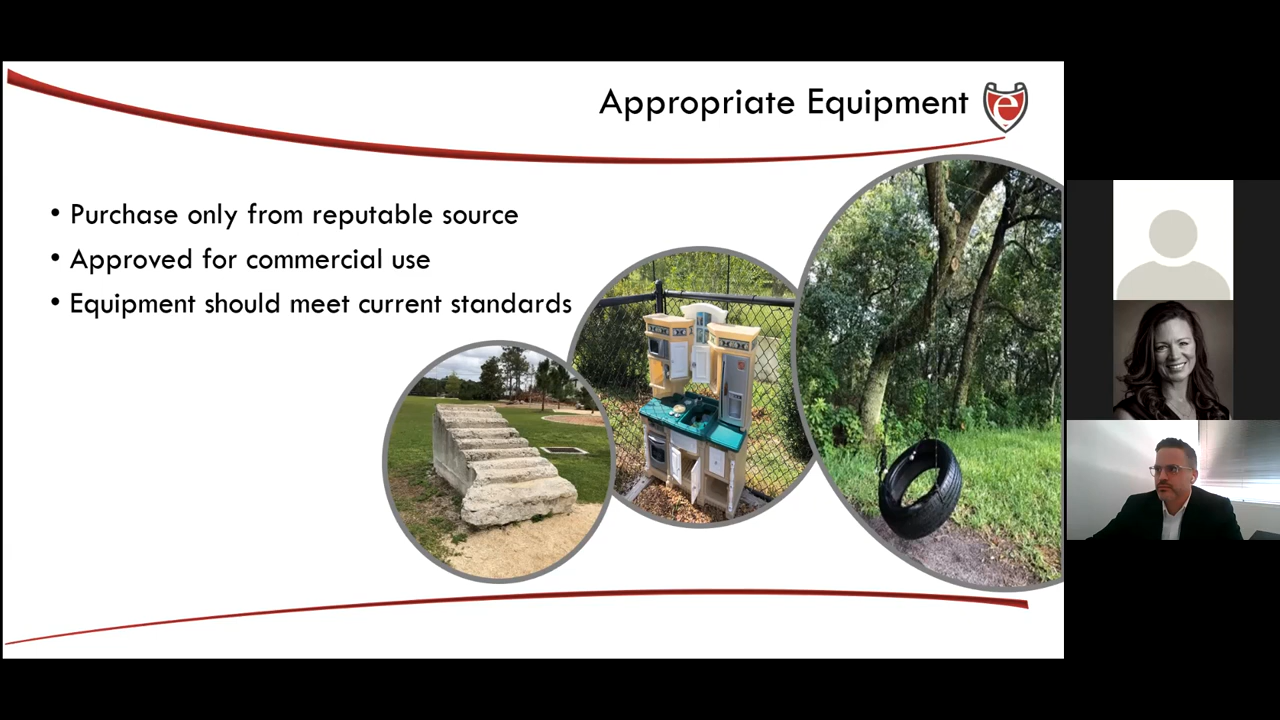 Appropriate Equipment
e
• Purchase only from reputable source
• Approved for commercial use
• Equipment should meet current standards